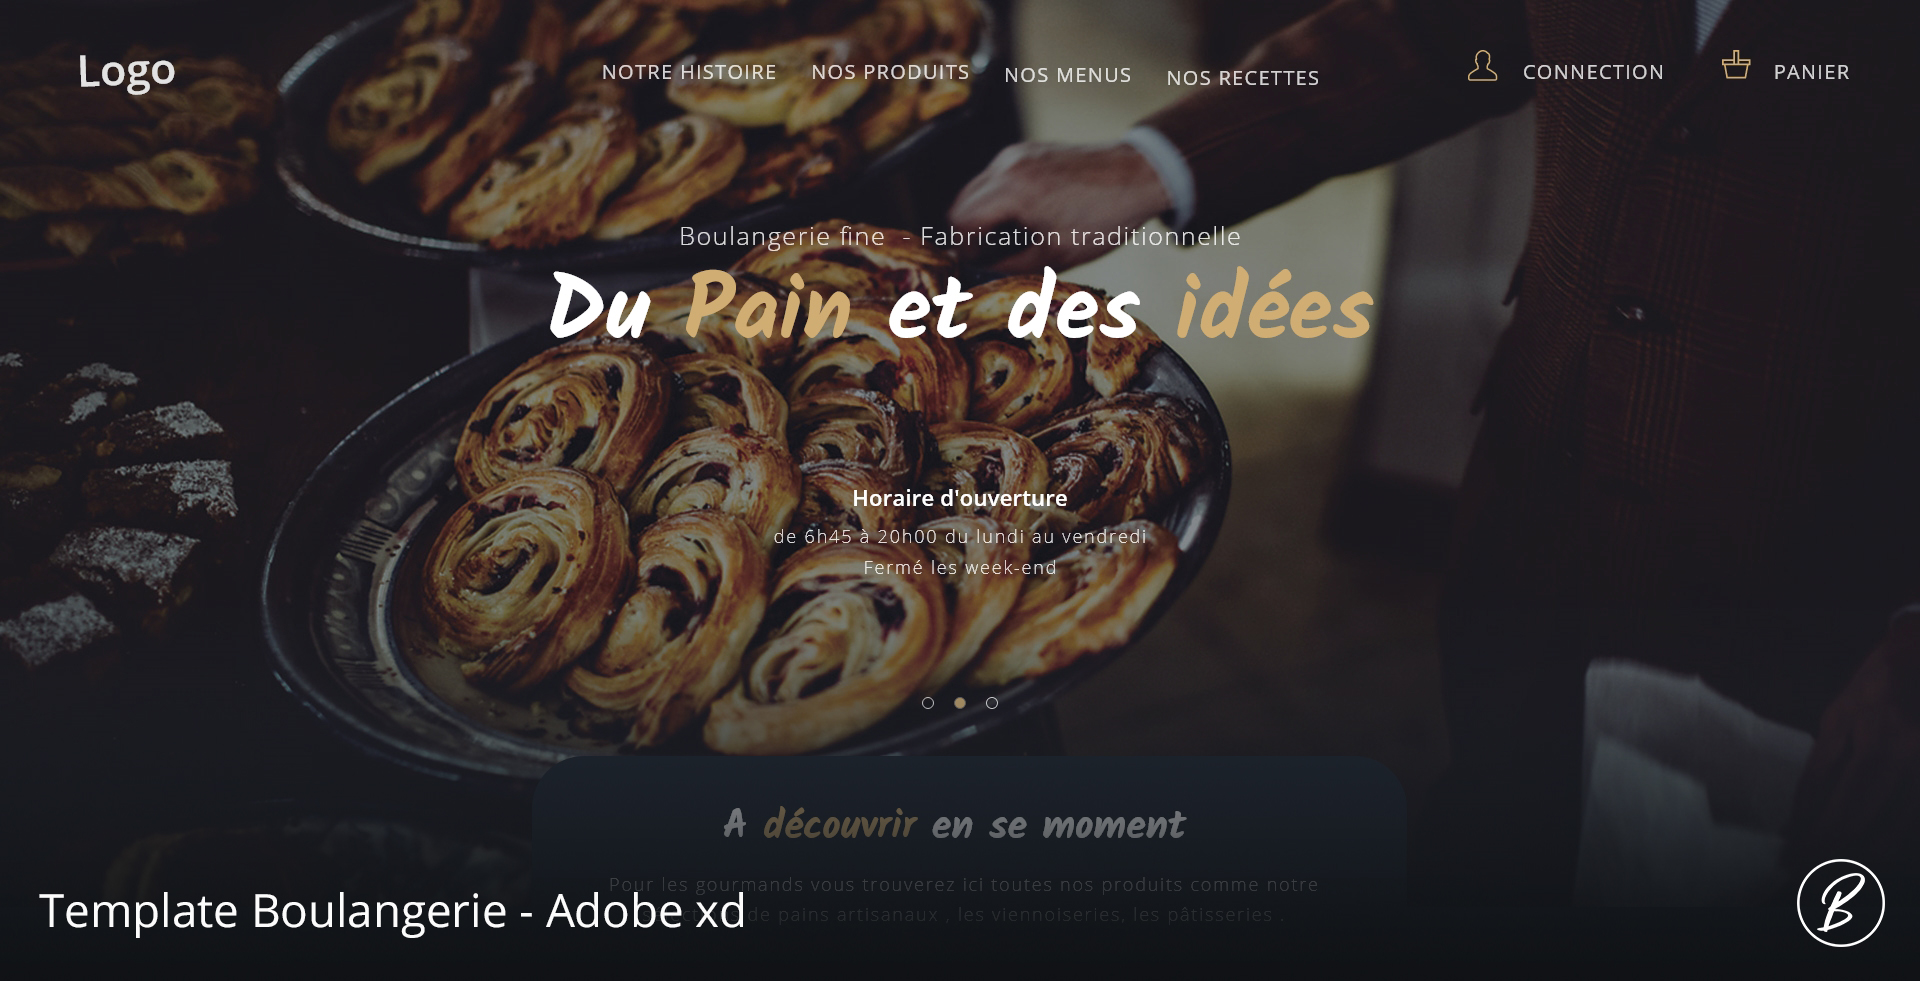 Logo
NOTRE HISTOIRE
NOS PRODUITS
NOS MENUS
NOS RECETTES
CONNECTION
PANIER
Boulangerie fine - Fabrication traditionnelle
Du Pain et des idées
Horaire d'ouverture
de 6h45 à 20h00 du lundi au vendredi
Fermé les week-end
A découvrir en se moment
Pour les gourmands vous trouverez ici toutes nos produits comme notre
de pains artisanaux , les viennoiseries, les pâtisseries .
Template Boulangerie - Adobe xd
B